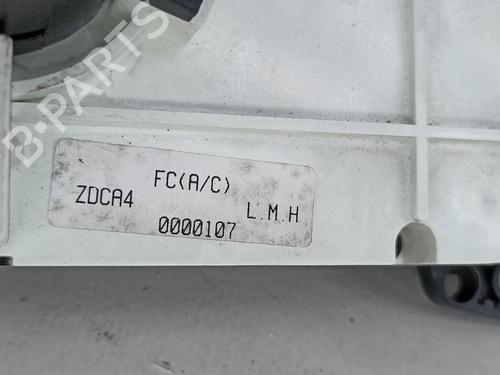 B-PARTS
FC(A/C)
ZDCA4
L.M.H
0000107